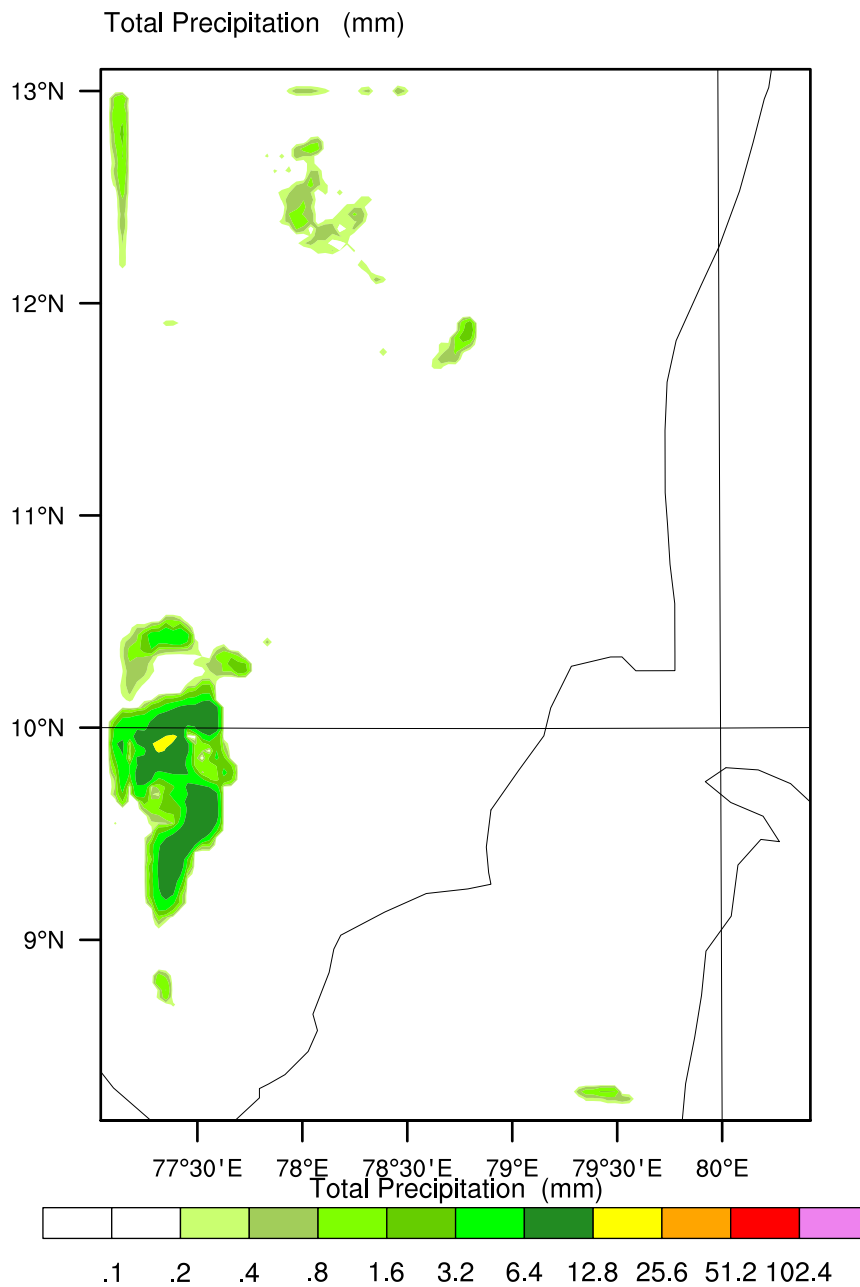 Total Precipitation (mm)
13°N
12°N
11°N
10°N
9°N
77°30'E 78°E 78°30'E 79°E 79°30'E 80°E
Total Precipitation (mm)
.1 .2 .4 .8 1.6 3.2 6.4 12.8 25.6 51.2 102.4